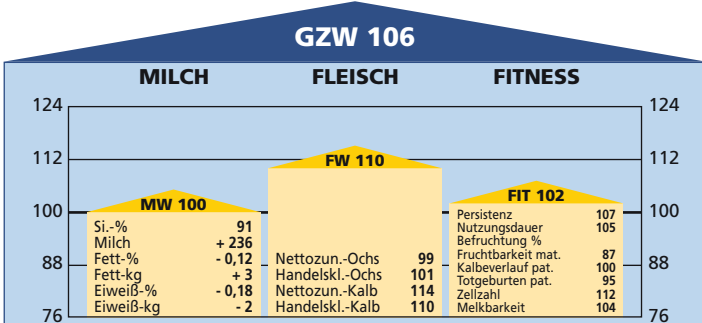 GZW 106
MILCH FLEISCH FITNESS
124 124
112 112
100 100
88 88
76 76
MW 100
Si.-% 91
Milch + 236
Fett-% - 0,12
Fett-kg + 3
Eiweiß-% - 0,18
Eiweiß-kg - 2
FW 110
Nettozun.-Ochs 99
Handelskl.-Ochs 101
Nettozun.-Kalb 114
Handelskl.-Kalb 110
FIT 102
Persistenz 107
Nutzungsdauer 105
Befruchtung %
Fruchtbarkeit mat. 87
Kalbeverlauf pat. 100
Totgeburten pat. 95
Zellzahl 112
Melkbarkeit 104